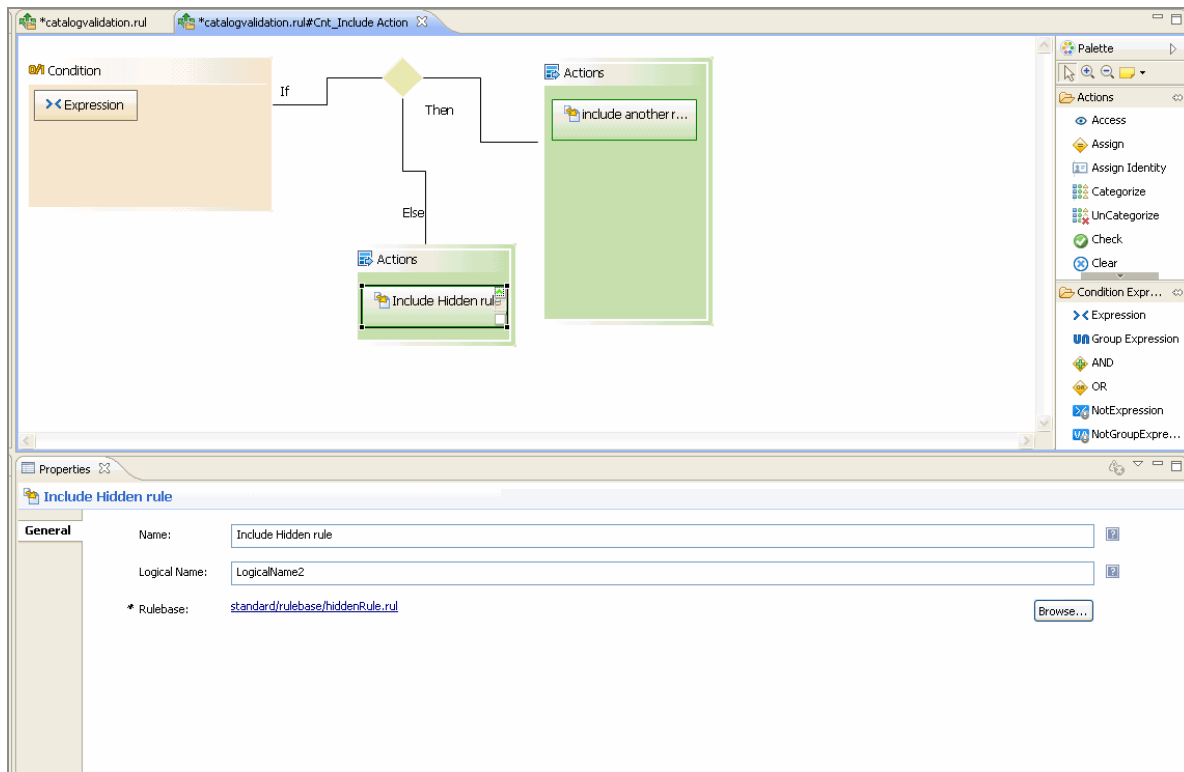 *catalogvalidation.rul
*catalogvalidation.rul#Cnt_Include Action
Condition
Expression
If
Then
Else
Actions
include another r...
Actions
Include Hidden rule
Palette
Actions
Access
Assign
Assign Identity
Categorize
UnCategorize
Check
Clear
Condition Expr...
Expression
Group Expression
AND
OR
NotExpression
NotGroupExpre...
Properties
Include Hidden rule
General
Name:
Include Hidden rule
Logical Name:
LogicalName2
* Rulebase:
standard/rulebase/hiddenRule.rul
Browse...